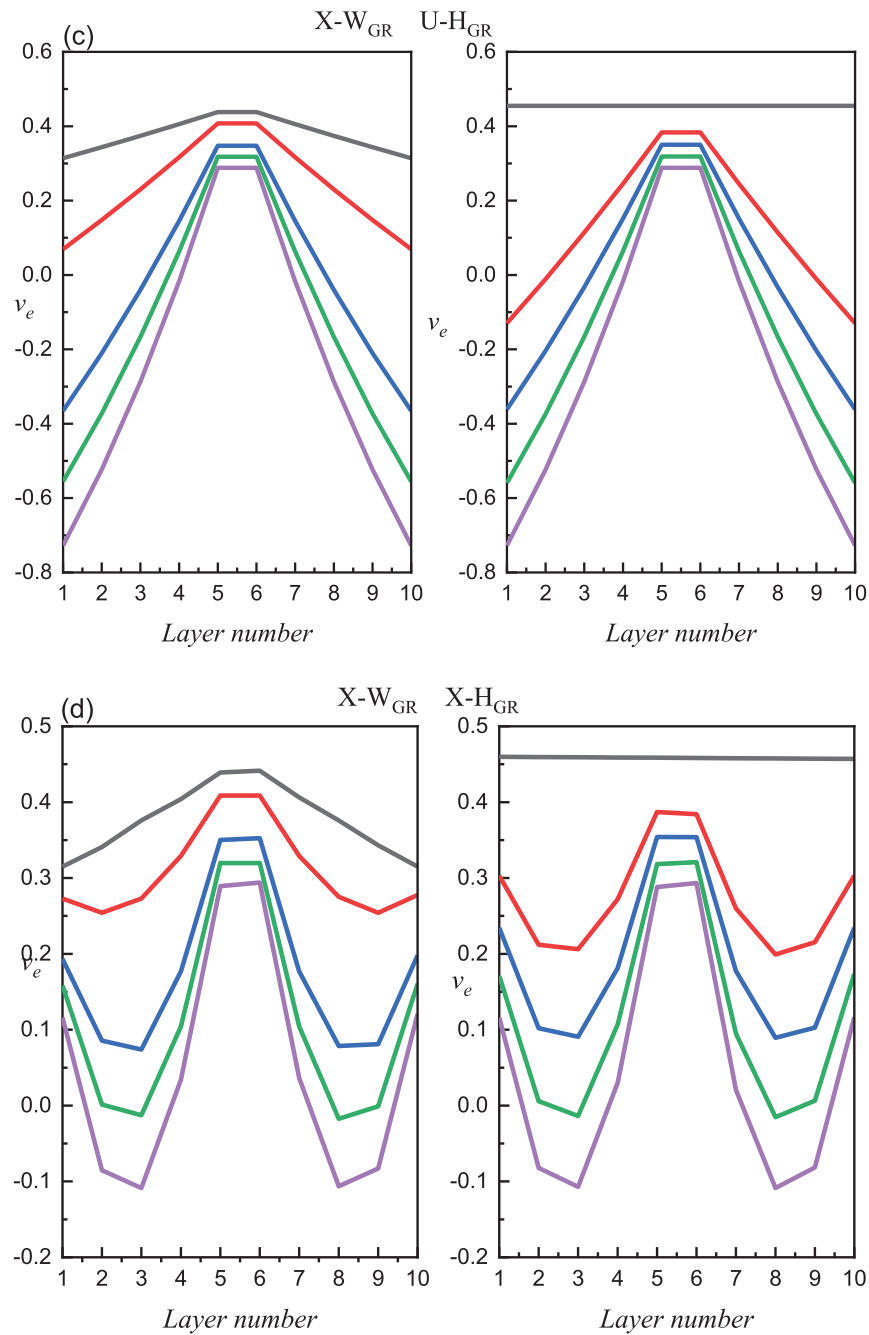 (c) X-W_GR U-H_GR
0.6 0.6
0.4 0.4
0.2 0.2
0.0 0.0
v_e v_e
-0.2 -0.2
-0.4 -0.4
-0.6 -0.6
-0.8 -0.8
1 2 3 4 5 6 7 8 9 10 1 2 3 4 5 6 7 8 9 10
Layer number Layer number
(d) X-W_GR X-H_GR
0.5 0.5
0.4 0.4
0.3 0.3
0.2 0.2
v_e v_e
0.1 0.1
0.0 0.0
-0.1 -0.1
-0.2 -0.2
1 2 3 4 5 6 7 8 9 10 1 2 3 4 5 6 7 8 9 10
Layer number Layer number